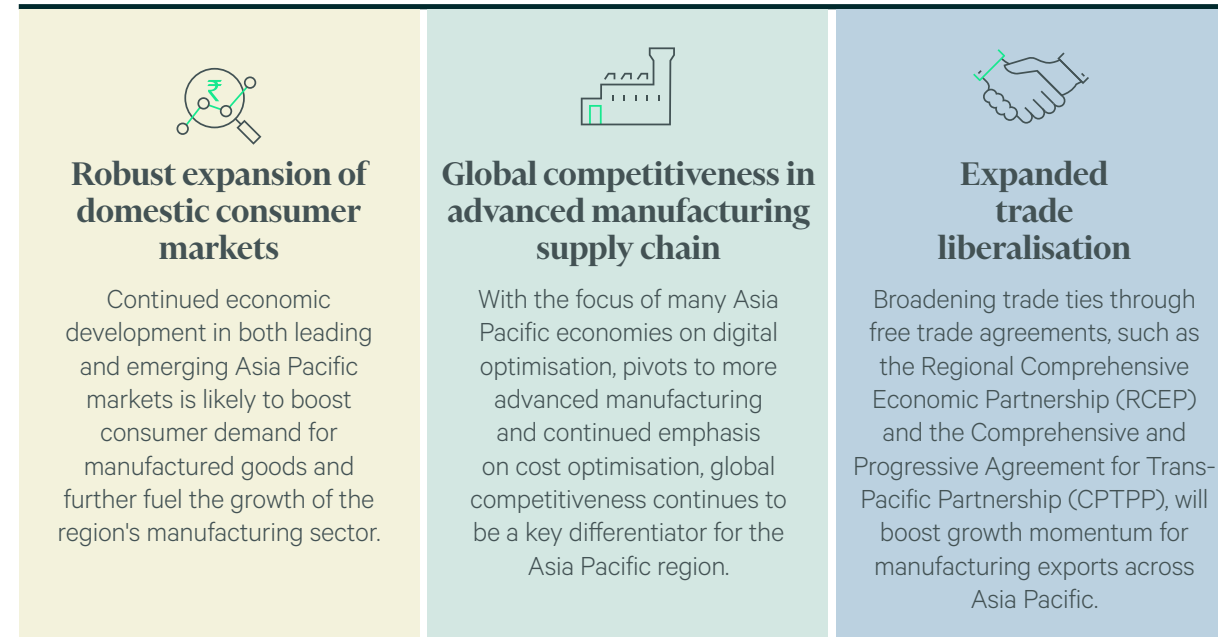 ₹
Robust expansion of
domestic consumer
markets
Continued economic
development in both leading
and emerging Asia Pacific
markets is likely to boost
consumer demand for
manufactured goods and
further fuel the growth of the
region's manufacturing sector.
Global competitiveness in
advanced manufacturing
supply chain
With the focus of many Asia
Pacific economies on digital
optimisation, pivots to more
advanced manufacturing
and continued emphasis
on cost optimisation, global
competitiveness continues to
be a key differentiator for the
Asia Pacific region.
Expanded
trade
liberalisation
Broadening trade ties through
free trade agreements, such as
the Regional Comprehensive
Economic Partnership (RCEP)
and the Comprehensive and
Progressive Agreement for Trans-
Pacific Partnership (CPTPP), will
boost growth momentum for
manufacturing exports across
Asia Pacific.